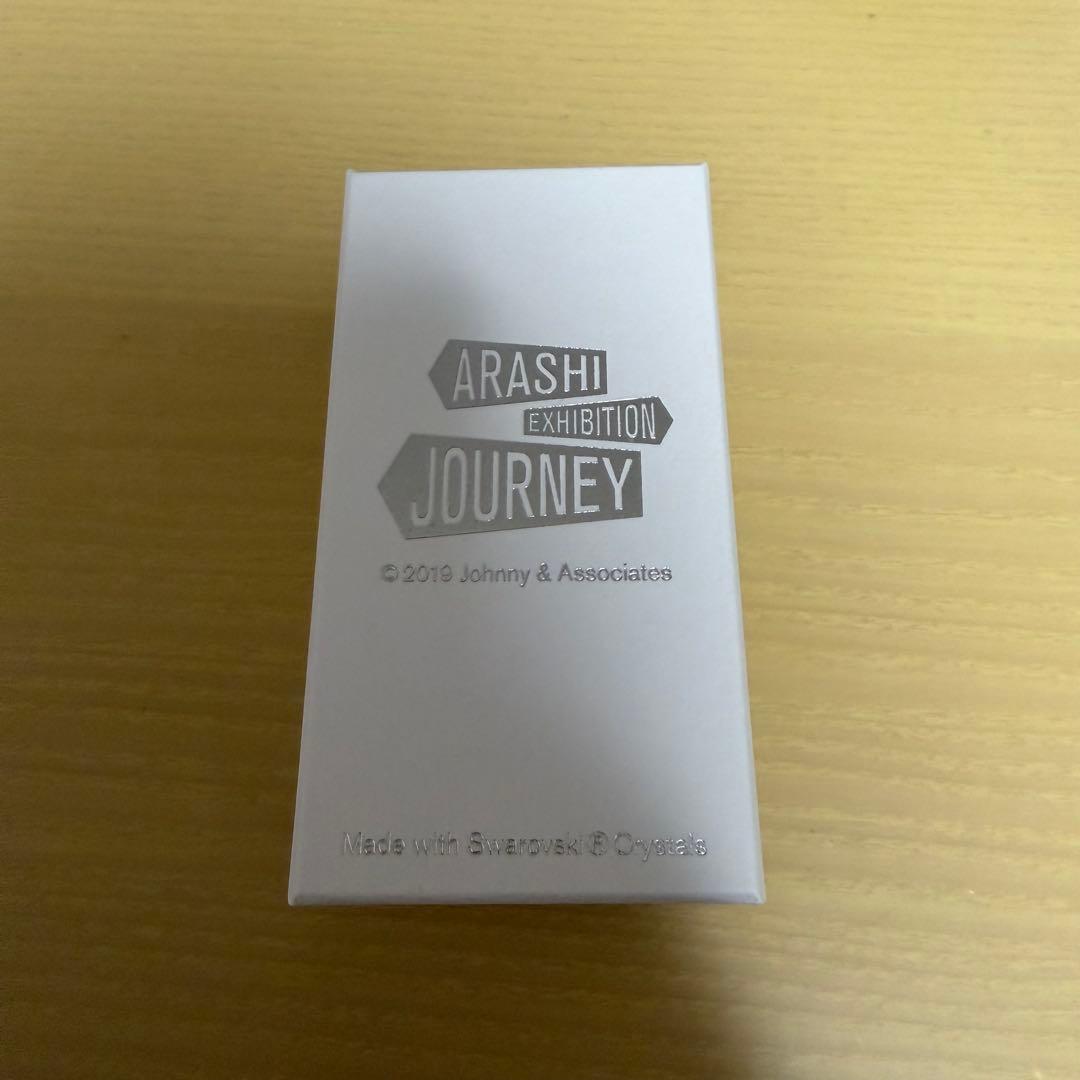 ARASHI
EXHIBITION
JOURNEY
© 2019 Johnny & Associates
Made with Swarovski® Crystals